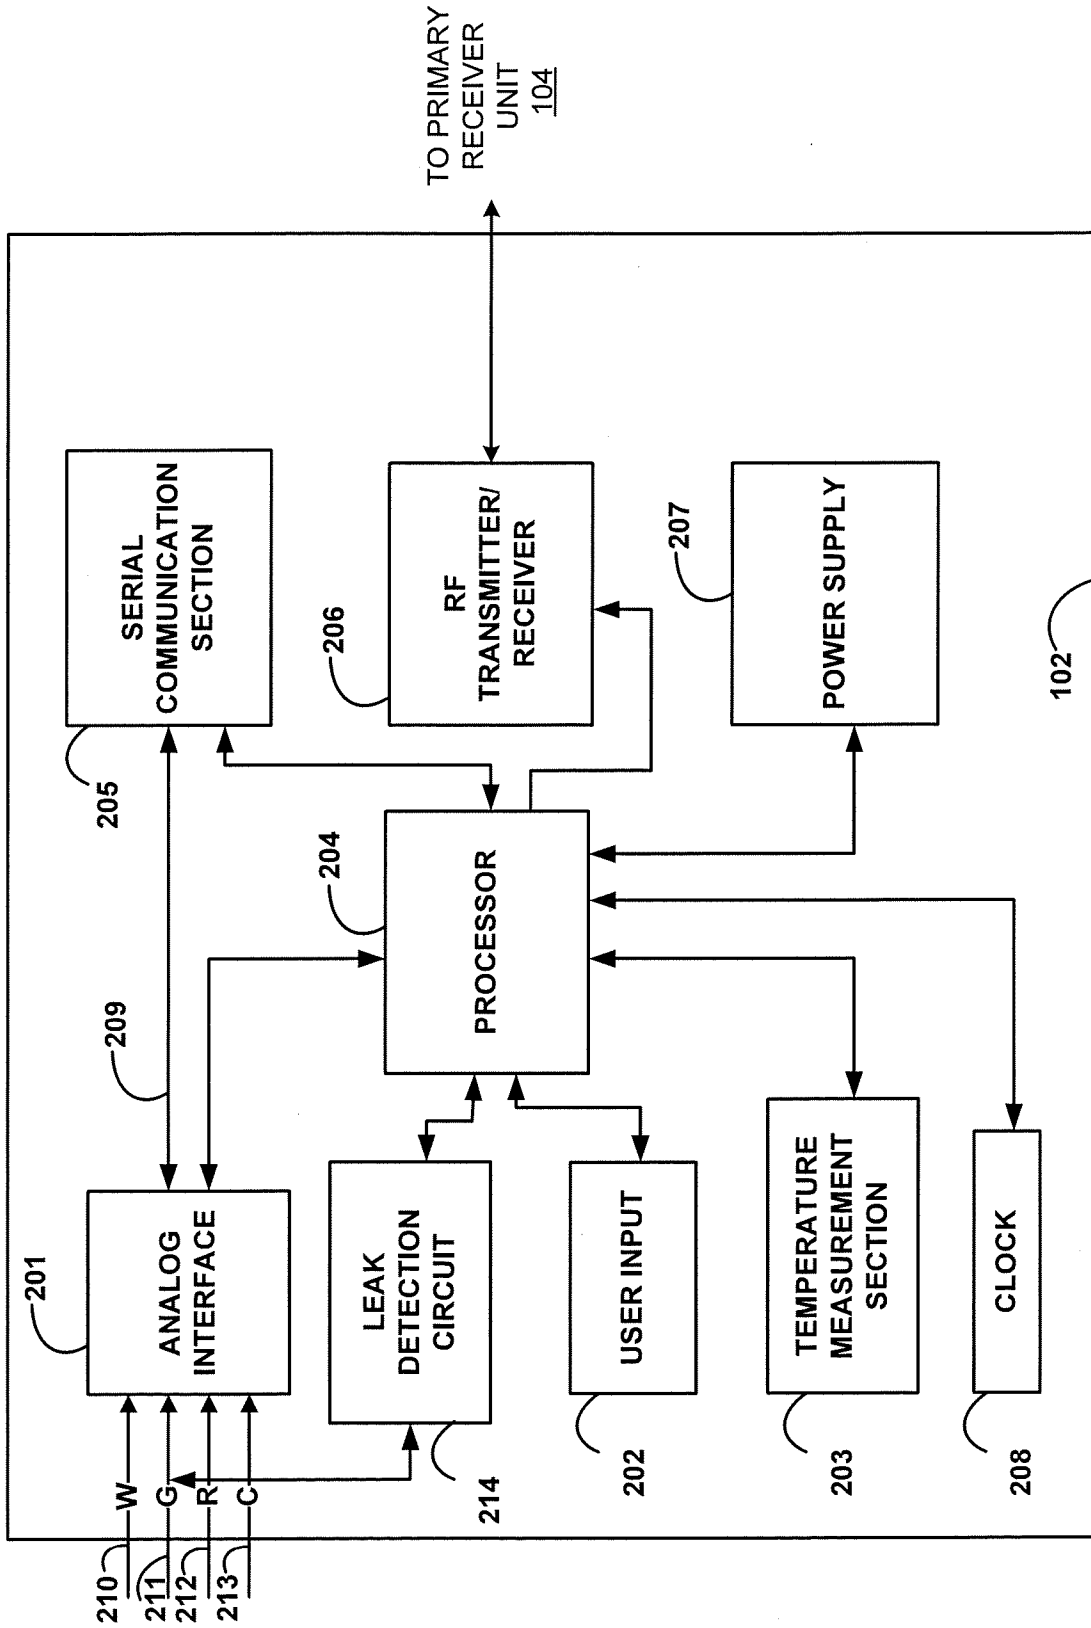 210
211
212
213
W
G
R
C
201
ANALOG
INTERFACE
209
205
SERIAL
COMMUNICATION
SECTION
LEAK
DETECTION
CIRCUIT
214
204
PROCESSOR
206
RF
TRANSMITTER/
RECEIVER
TO PRIMARY
RECEIVER
UNIT
104
USER INPUT
202
207
POWER SUPPLY
TEMPERATURE
MEASUREMENT
SECTION
203
CLOCK
208
102